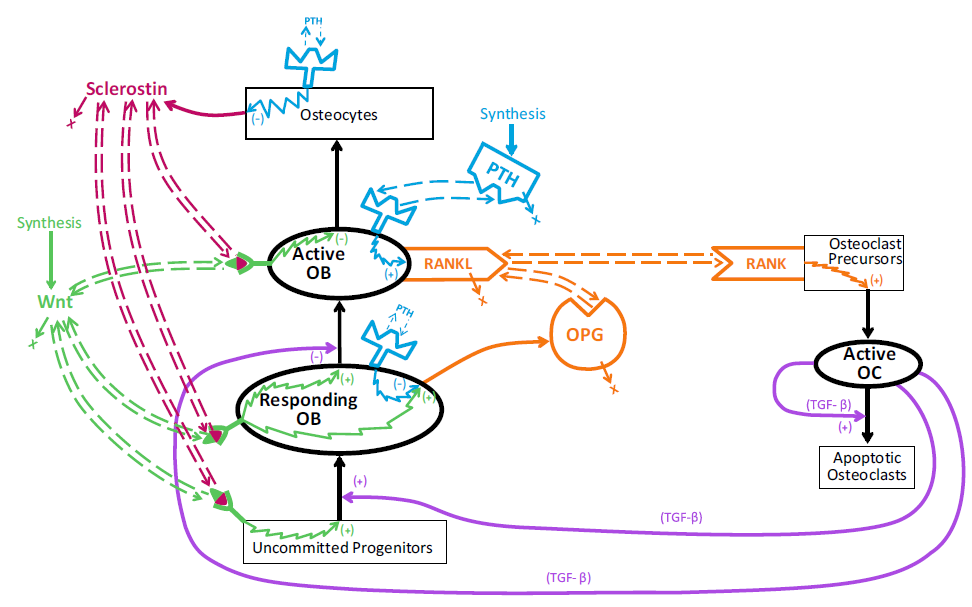 PTH
Sclerostin
x
(-)
Osteocytes
Synthesis
PTH
x
Synthesis
(-)
Active
OB
(+)
RANKL
x
RANK
Osteoclast
Precursors
(+)
Wnt
x
PTH
OPG
x
(-)
Active
OC
Responding
OB
(+)
(-)
(+)
(TGF- β)
(+)
Apoptotic
Osteoclasts
(+)
(TGF-β)
(+)
Uncommitted Progenitors
(TGF- β)